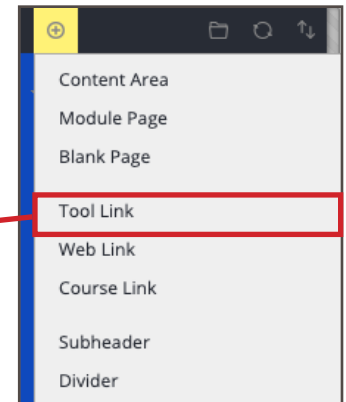 Content Area
Module Page
Blank Page
Tool Link
Web Link
Course Link
Subheader
Divider